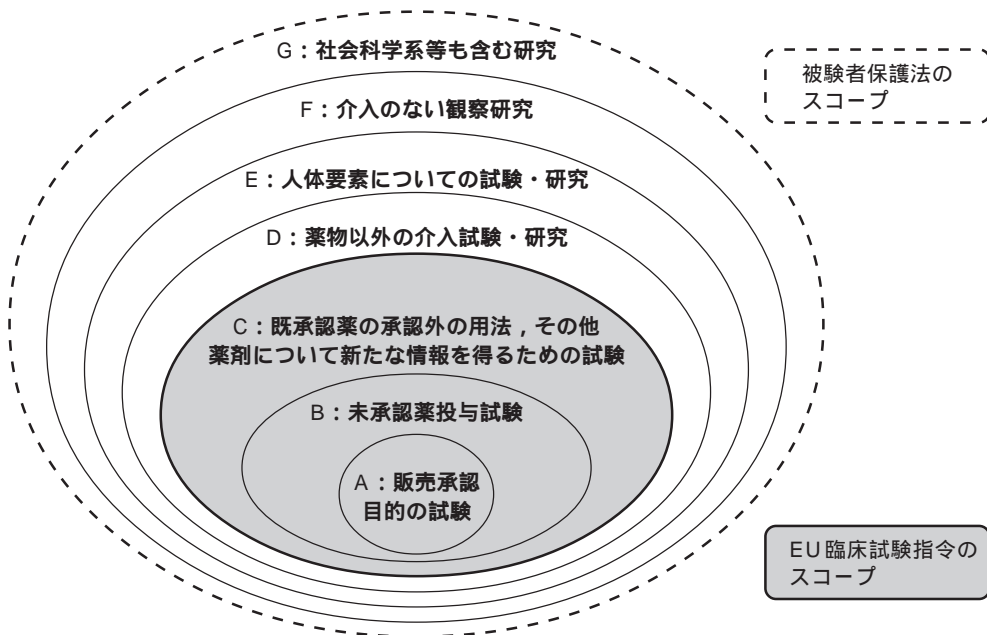 G：社会科学系等も含む研究
被験者保護法の
スコープ
F：介入のない観察研究
E：人体要素についての試験・研究
D：薬物以外の介入試験・研究
C：既承認薬の承認外の用法，その他
薬剤について新たな情報を得るための試験
B：未承認薬投与試験
A：販売承認
目的の試験
EU臨床試験指令の
スコープ